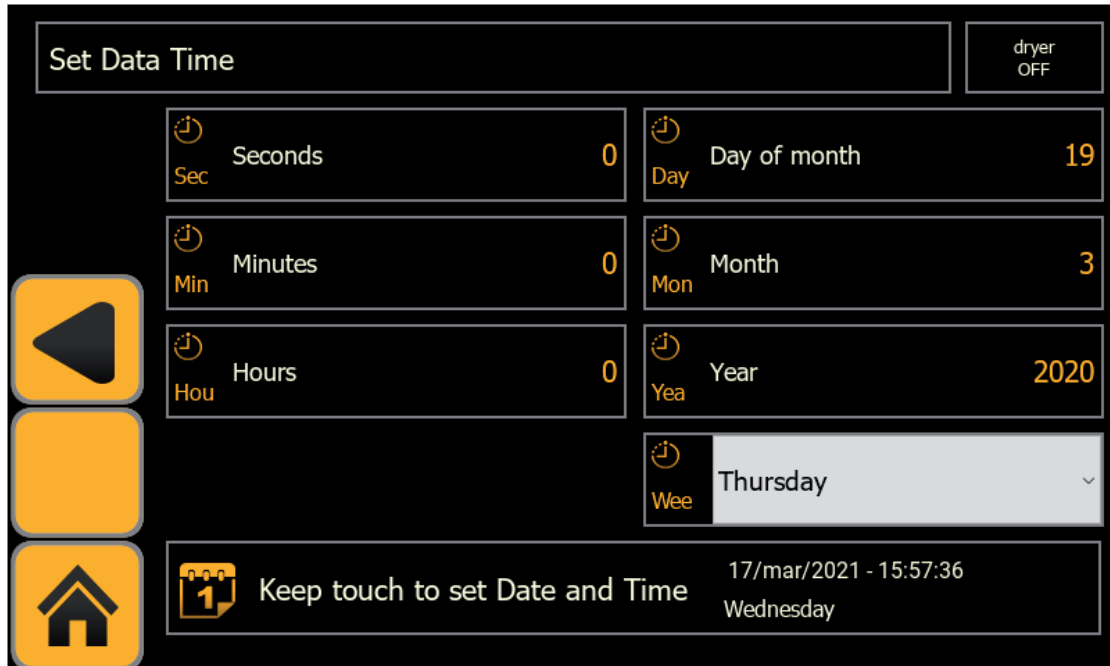 Set Data Time
dryer
OFF
Sec
Seconds
0
Day
Day of month
19
Min
Minutes
0
Mon
Month
3
Hou
Hours
0
Yea
Year
2020
Wee
Thursday
1
Keep touch to set Date and Time
17/mar/2021 - 15:57:36
Wednesday